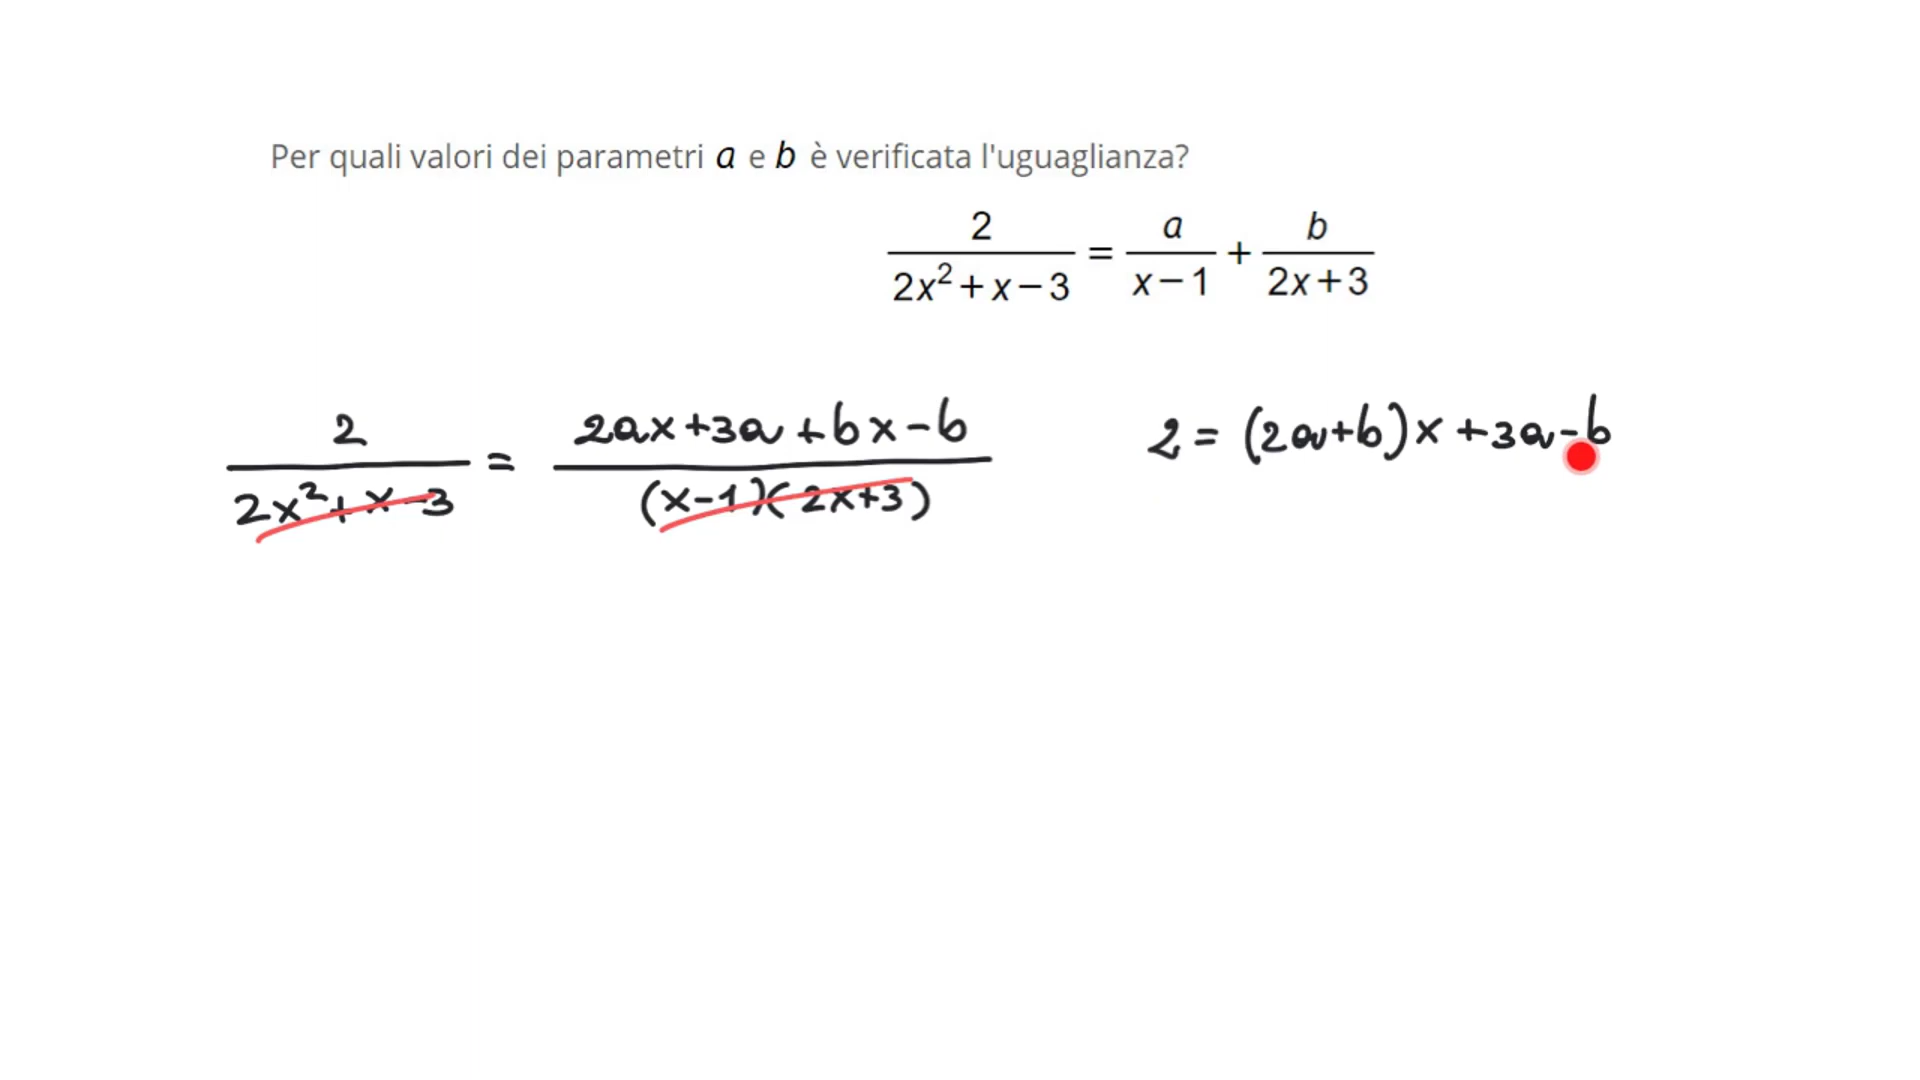 Per quali valori dei parametri a e b è verificata l'uguaglianza?
2/(2x²+x−3) = a/(x−1) + b/(2x+3)
2/(2x²+x−3) = (2ax+3a+bx−b)/((x−1)(2x+3))
2=(2a+b)x+3a−b